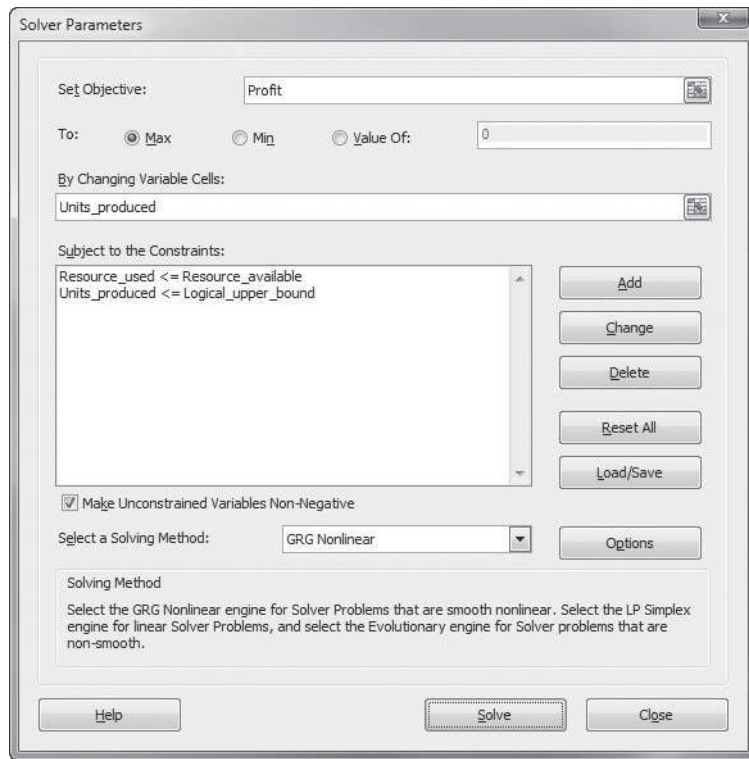 Solver Parameters
x
Set Objective:
Profit
To:
Max
Min
Value Of:
0
By Changing Variable Cells:
Units_produced
Subject to the Constraints:
Resource_used <= Resource_available
Units_produced <= Logical_upper_bound
Add
Change
Delete
Reset All
Load/Save
Make Unconstrained Variables Non-Negative
Select a Solving Method:
GRG Nonlinear
Options
Solving Method
Select the GRG Nonlinear engine for Solver Problems that are smooth nonlinear. Select the LP Simplex
engine for linear Solver Problems, and select the Evolutionary engine for Solver problems that are
non-smooth.
Help
Solve
Close